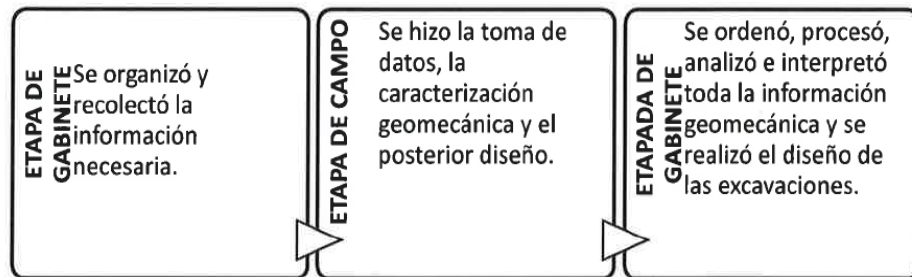 ETAPA DE
GABINETE
Se organizó y
recolectó la
información
necesaria.
ETAPA DE CAMPO
Se hizo la toma de
datos, la
caracterización
geomecánica y el
posterior diseño.
ETAPADA DE
GABINETE
Se ordenó, procesó,
analizó e interpretó
toda la información
geomecánica y se
realizó el diseño de
las excavaciones.